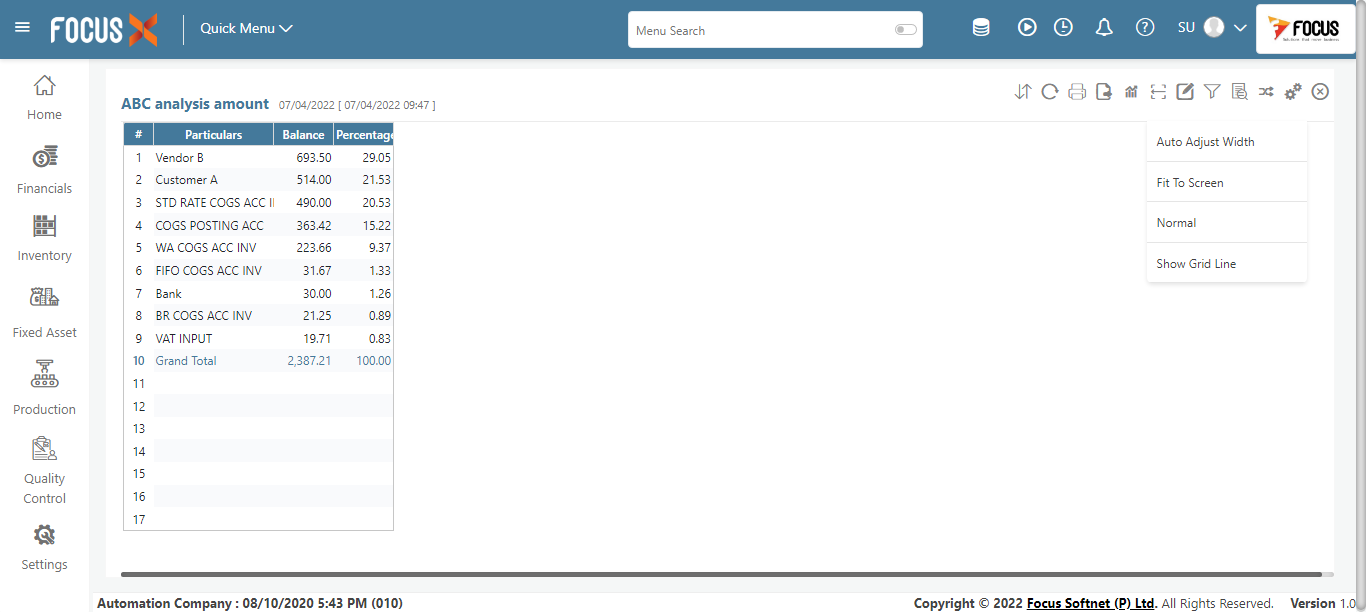 FOCUS X
Quick Menu
Menu Search
SU
FOCUS
Home
Financials
Inventory
Fixed Asset
Production
Quality
Control
Settings
ABC analysis amount 07/04/2022 [ 07/04/2022 09:47 ]
# Particulars Balance Percentag
1 Vendor B 693.50 29.05
2 Customer A 514.00 21.53
3 STD RATE COGS ACC I 490.00 20.53
4 COGS POSTING ACC 363.42 15.22
5 WA COGS ACC INV 223.66 9.37
6 FIFO COGS ACC INV 31.67 1.33
7 Bank 30.00 1.26
8 BR COGS ACC INV 21.25 0.89
9 VAT INPUT 19.71 0.83
10 Grand Total 2,387.21 100.00
11
12
13
14
15
16
17
Auto Adjust Width
Fit To Screen
Normal
Show Grid Line
Automation Company : 08/10/2020 5:43 PM (010)
Copyright © 2022 Focus Softnet (P) Ltd. All Rights Reserved. Version 1.0